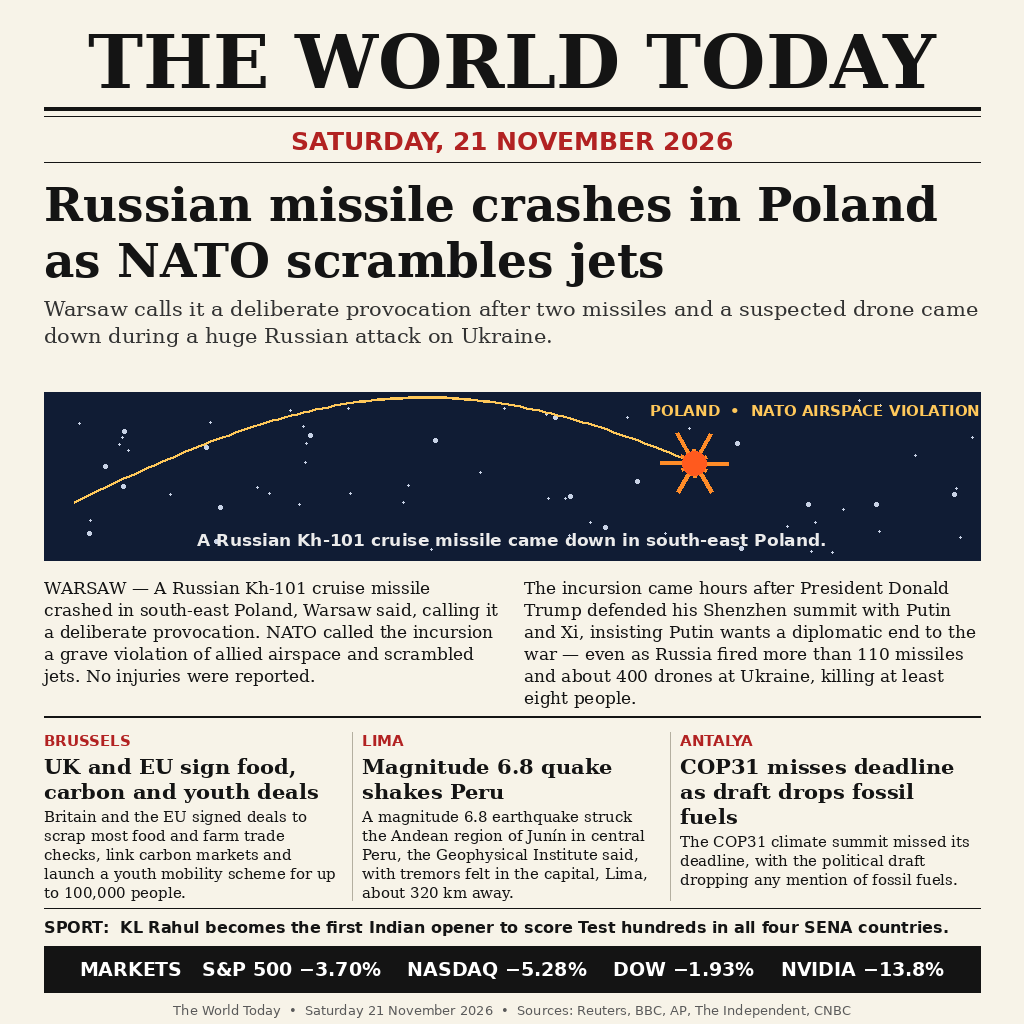 THE WORLD TODAY
SATURDAY, 21 NOVEMBER 2026
Russian missile crashes in Poland
as NATO scrambles jets
Warsaw calls it a deliberate provocation after two missiles and a suspected drone came
down during a huge Russian attack on Ukraine.
POLAND • NATO AIRSPACE VIOLATION
A Russian Kh-101 cruise missile came down in south-east Poland.
WARSAW — A Russian Kh-101 cruise missile
crashed in south-east Poland, Warsaw said, calling it
a deliberate provocation. NATO called the incursion
a grave violation of allied airspace and scrambled
jets. No injuries were reported.
The incursion came hours after President Donald
Trump defended his Shenzhen summit with Putin
and Xi, insisting Putin wants a diplomatic end to the
war — even as Russia fired more than 110 missiles
and about 400 drones at Ukraine, killing at least
eight people.
BRUSSELS
UK and EU sign food,
carbon and youth deals
Britain and the EU signed deals to
scrap most food and farm trade
checks, link carbon markets and
launch a youth mobility scheme for up
to 100,000 people.
LIMA
Magnitude 6.8 quake
shakes Peru
A magnitude 6.8 earthquake struck
the Andean region of Junín in central
Peru, the Geophysical Institute said,
with tremors felt in the capital, Lima,
about 320 km away.
ANTALYA
COP31 misses deadline
as draft drops fossil
fuels
The COP31 climate summit missed its
deadline, with the political draft
dropping any mention of fossil fuels.
SPORT: KL Rahul becomes the first Indian opener to score Test hundreds in all four SENA countries.
MARKETS S&P 500 −3.70% NASDAQ −5.28% DOW −1.93% NVIDIA −13.8%
The World Today • Saturday 21 November 2026 • Sources: Reuters, BBC, AP, The Independent, CNBC